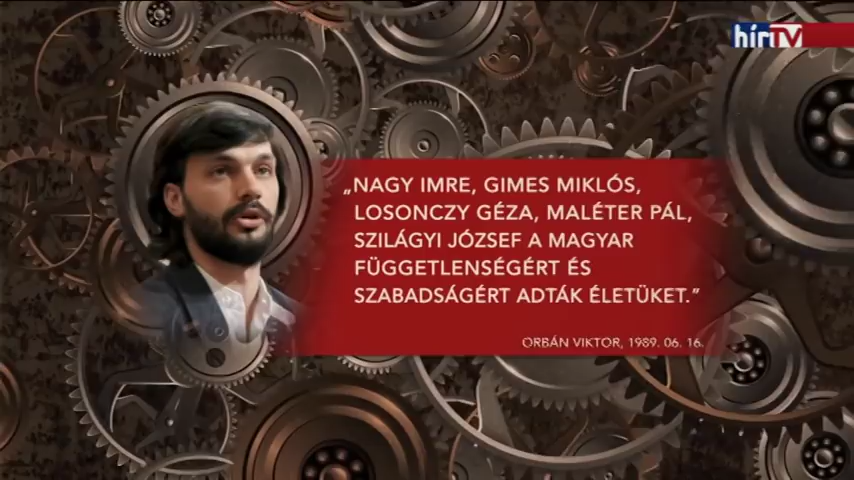 hírTV
„NAGY IMRE, GIMES MIKLÓS,
LOSONCZY GÉZA, MALÉTER PÁL,
SZILÁGYI JÓZSEF A MAGYAR
FÜGGETLENSÉGÉRT ÉS
SZABADSÁGÉRT ADTÁK ÉLETÜKET.”
ORBÁN VIKTOR, 1989. 06. 16.